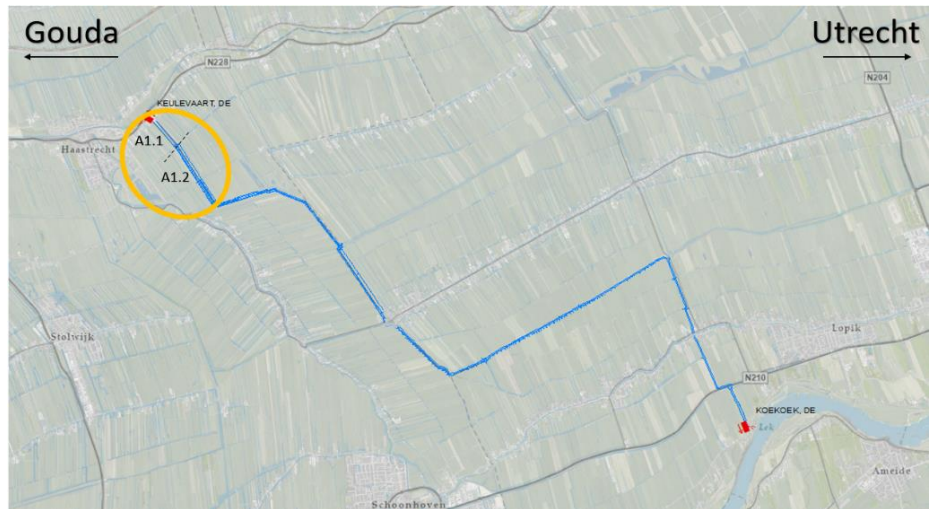 Gouda
Utrecht
N228
N204
KEULEVAART, DE
A1.1
Haastrecht
A1.2
Stolwijk
Lopik
N210
KOEKOEK, DE
Lek
Ameide
Schoonhoven